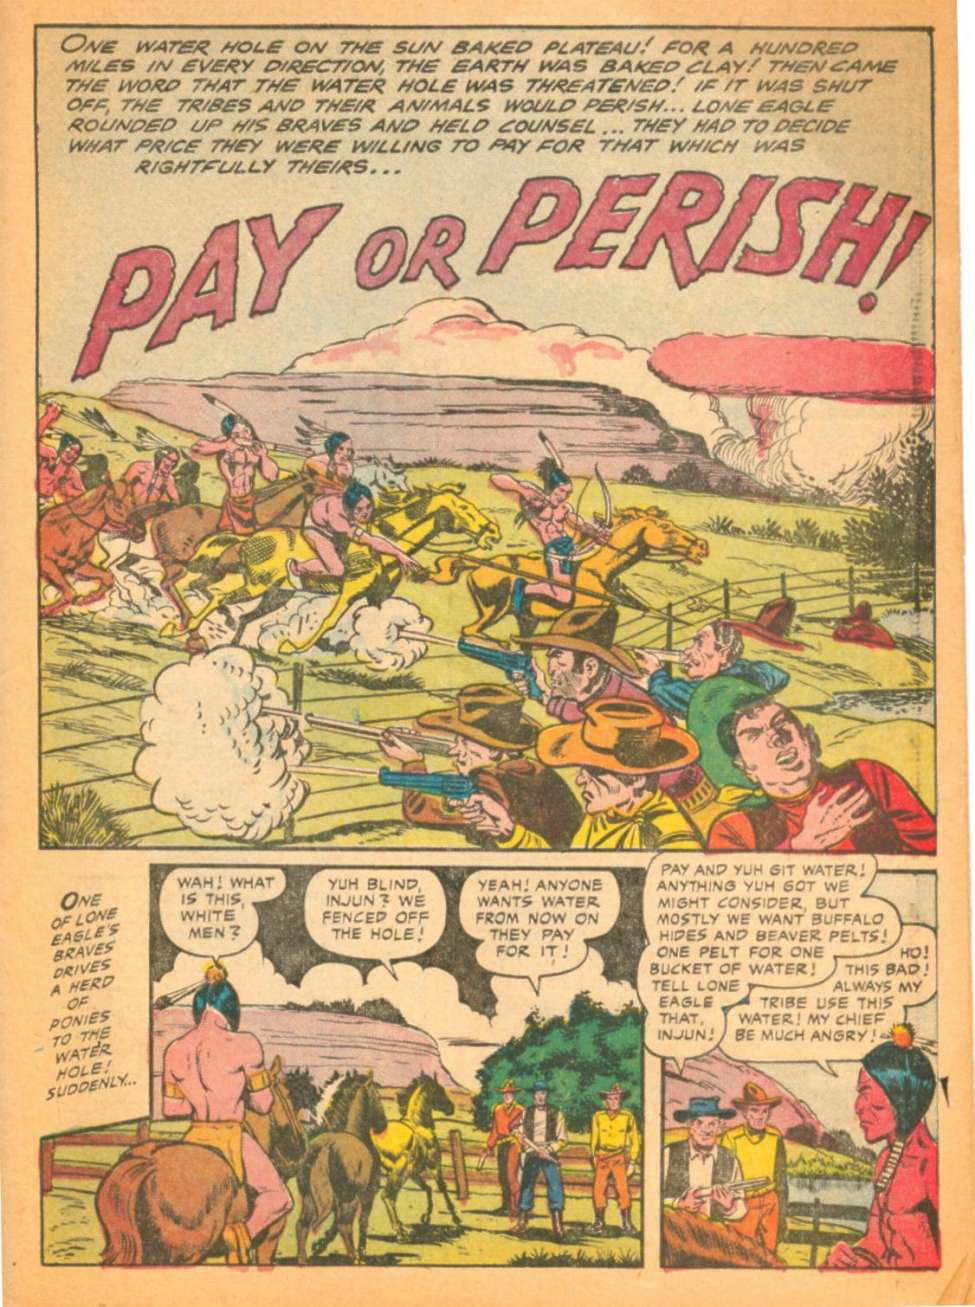 ONE WATER HOLE ON THE SUN BAKED PLATEAU! FOR A HUNDRED
MILES IN EVERY DIRECTION, THE EARTH WAS BAKED CLAY! THEN CAME
THE WORD THAT THE WATER HOLE WAS THREATENED! IF IT WAS SHUT
OFF, THE TRIBES AND THEIR ANIMALS WOULD PERISH... LONE EAGLE
ROUNDED UP HIS BRAVES AND HELD COUNSEL... THEY HAD TO DECIDE
WHAT PRICE THEY WERE WILLING TO PAY FOR THAT WHICH WAS
RIGHTFULLY THEIRS...
PAY OR PERISH!
ONE
OF LONE
EAGLE'S
BRAVES
DRIVES
A HERD
OF
PONIES
TO THE
WATER
HOLE!
SUDDENLY...
WAH! WHAT
IS THIS,
WHITE
MEN?
YUH BLIND,
INJUN? WE
FENCED OFF
THE HOLE!
YEAH! ANYONE
WANTS WATER
FROM NOW ON
THEY PAY
FOR IT!
PAY AND YUH GIT WATER!
ANYTHING YUH GOT WE
MIGHT CONSIDER, BUT
MOSTLY WE WANT BUFFALO
HIDES AND BEAVER PELTS!
ONE PELT FOR ONE
BUCKET OF WATER!
TELL LONE
EAGLE
THAT,
INJUN!
HO!
THIS BAD!
ALWAYS MY
TRIBE USE THIS
WATER! MY CHIEF
BE MUCH ANGRY!